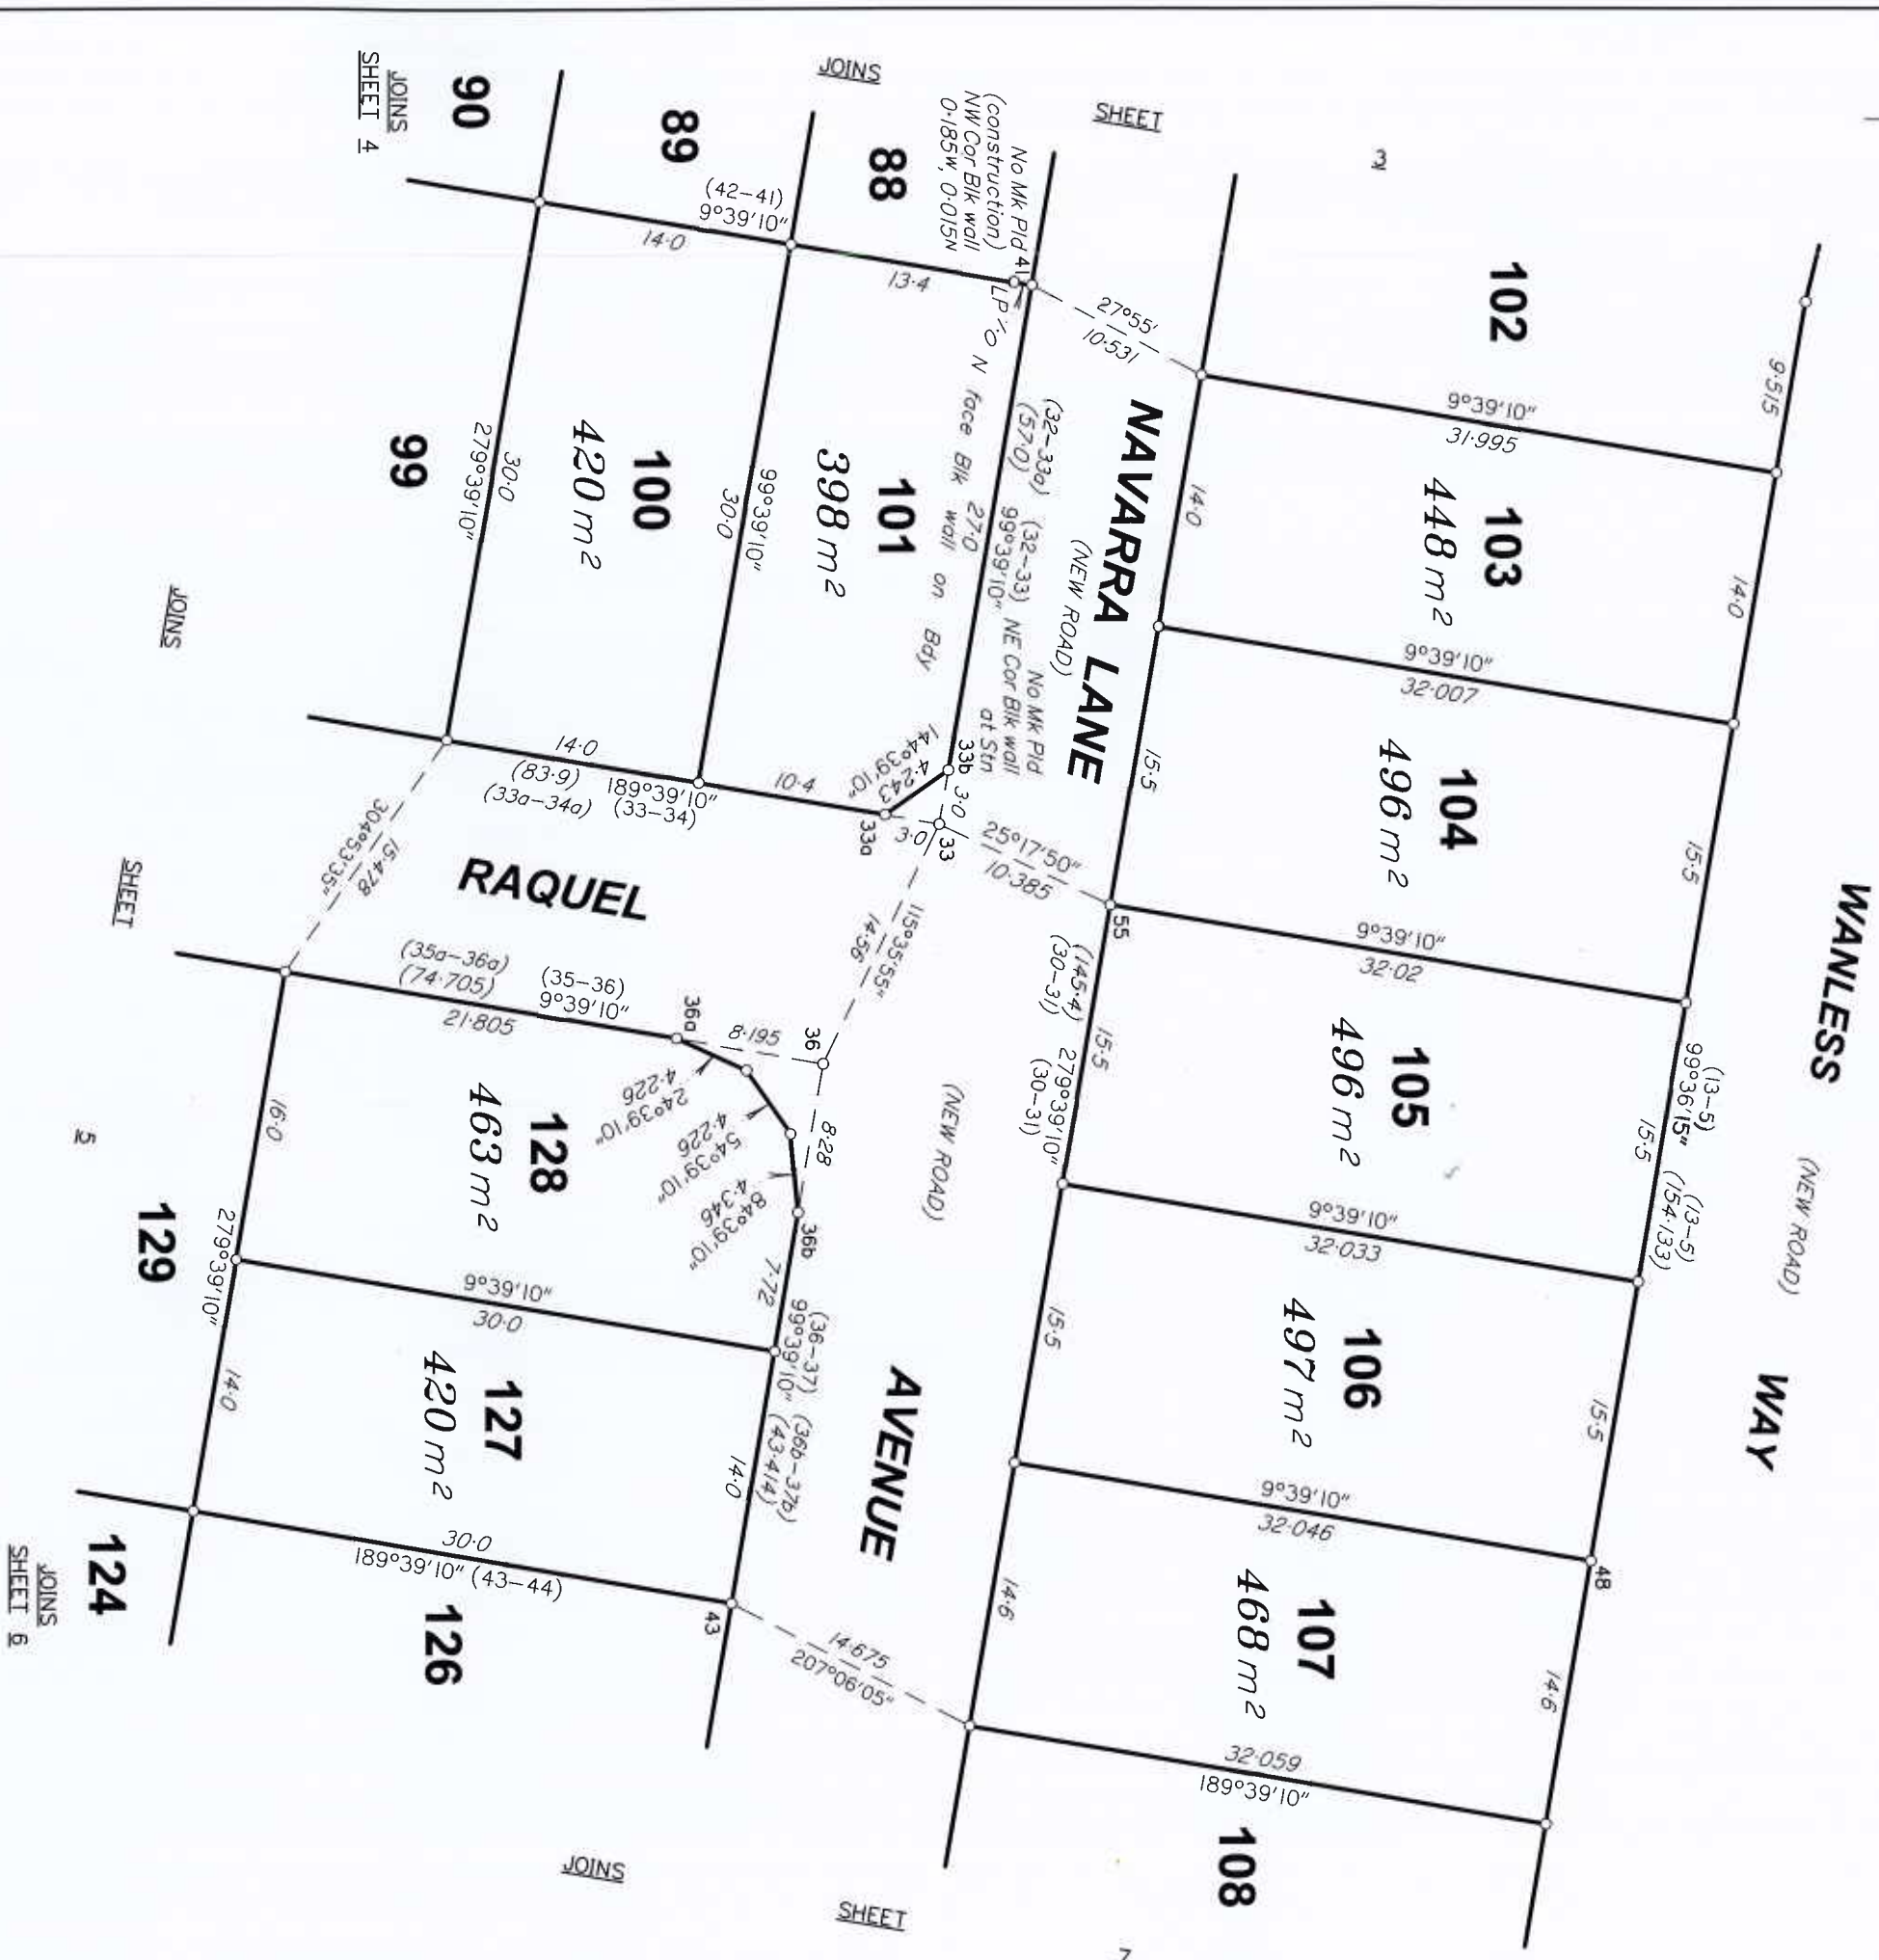 WANLESS
WAY
(NEW ROAD)
3
102
9·515
14·0
15·5
(13–5)
99°36'15"
15·5
(13–5)
(154·133)
15·5
48
14·6
9°39'10"
31·995
103
448 m²
9°39'10"
32·007
104
496 m²
9°39'10"
32·02
105
496 m²
9°39'10"
32·033
106
497 m²
9°39'10"
32·046
107
468 m²
32·059
189°39'10"
108
14·0
15·5
55
(145·4)
(30–31)
15·5
279°39'10"
(30–31)
15·5
14·6
JOINS
SHEET
27°55'
10·531
NAVARRA LANE
(NEW ROAD)
(32–33a)
(57·0)
(32–33)
99°39'10"
27·0
No Mk Pld
NE Cor Blk wall
at Stn
No Mk Pld
(construction)
NW Cor Blk wall
0·185W, 0·015N
41
LP 1/·0 N face Blk wall on Bdy
33b
3·0
33
3·0
33a
4·243
144°39'10"
25°17'50"
10·385
115°35'55"
14·56
88
89
90
JOINS
SHEET 4
(42–41)
9°39'10"
14·0
13·4
101
398 m²
99°39'10"
30·0
10·4
100
420 m²
30·0
279°39'10"
99
14·0
(83·9)
(33a–34a)
189°39'10"
(33–34)
15·478
304°53'35"
RAQUEL
AVENUE
(NEW ROAD)
JOINS
SHEET
5
(35a–36a)
(74·705)
(35–36)
9°39'10"
21·805
36a
8·195
36
8·28
36b
24°39'10"
4·226
54°39'10"
4·226
84°39'10"
4·346
7·72
(36–37)
99°39'10"
(36b–37b)
(43·414)
14·0
43
14·675
207°06'05"
128
463 m²
16·0
279°39'10"
129
9°39'10"
30·0
127
420 m²
14·0
30·0
189°39'10" (43–44)
126
124
JOINS
SHEET 6
JOINS
SHEET
7